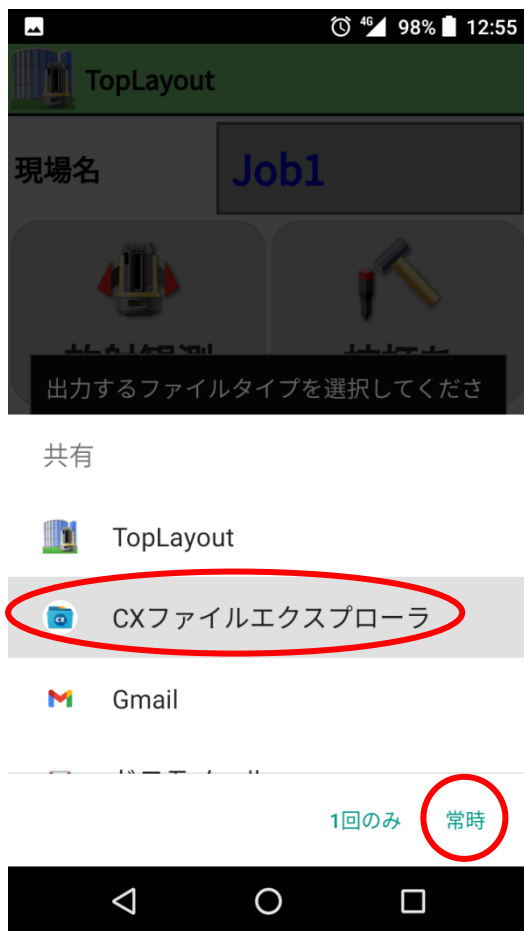 4G 98% 12:55
TopLayout
現場名 Job1
出力するファイルタイプを選択してくださ
共有
TopLayout
CX
CXファイルエクスプローラ
Gmail
1回のみ 常時